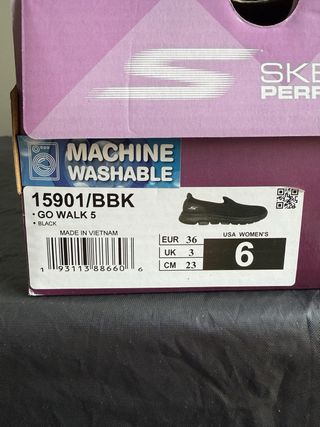 SKE
PERF
MACHINE
WASHABLE
15901/BBK
• GO WALK 5
• BLACK
MADE IN VIETNAM
1 93113 88660 6
EUR 36
UK 3
CM 23
USA WOMEN'S
6